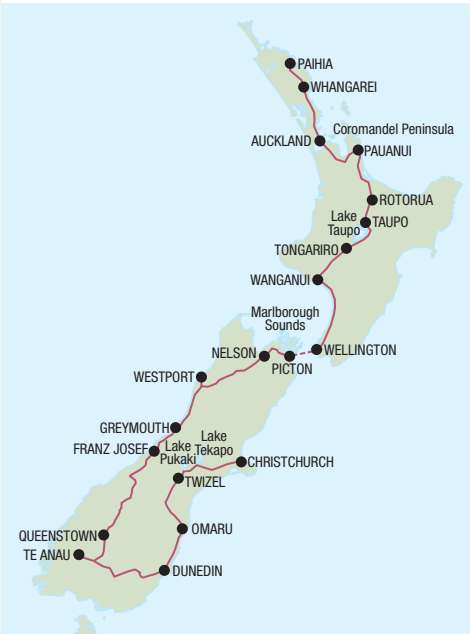 PAIHIA
WHANGAREI
AUCKLAND
Coromandel Peninsula
PAUANUI
ROTORUA
Lake
Taupo
TAUPO
TONGARIRO
WANGANUI
Marlborough
Sounds
WELLINGTON
NELSON
PICTON
WESTPORT
GREYMOUTH
FRANZ JOSEF
Lake
Pukaki
Lake
Tekapo
CHRISTCHURCH
TWIZEL
OMARU
QUEENSTOWN
TE ANAU
DUNEDIN